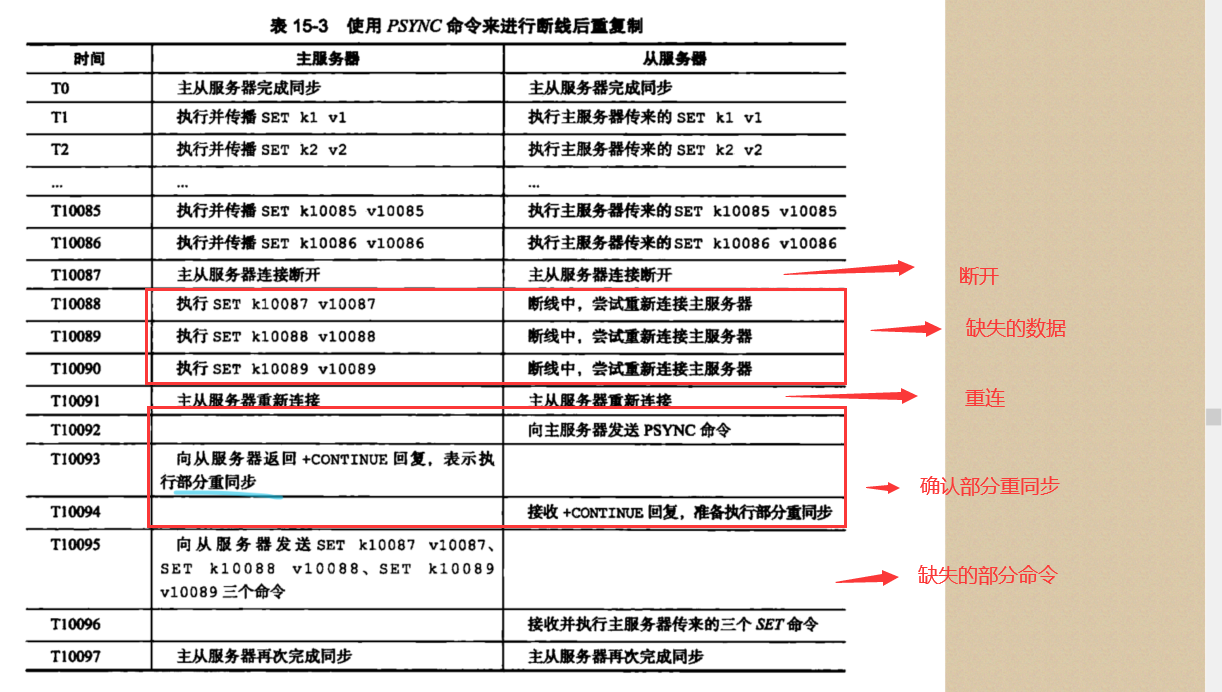 表 15-3 使用 PSYNC 命令来进行断线后重复制
时间 主服务器 从服务器
T0 主从服务器完成同步 主从服务器完成同步
T1 执行并传播 SET k1 v1 执行主服务器传来的 SET k1 v1
T2 执行并传播 SET k2 v2 执行主服务器传来的 SET k2 v2
... ... ...
T10085 执行并传播 SET k10085 v10085 执行主服务器传来的 SET k10085 v10085
T10086 执行并传播 SET k10086 v10086 执行主服务器传来的 SET k10086 v10086
T10087 主从服务器连接断开 主从服务器连接断开 断开
T10088 执行 SET k10087 v10087 断线中，尝试重新连接主服务器
T10089 执行 SET k10088 v10088 断线中，尝试重新连接主服务器 缺失的数据
T10090 执行 SET k10089 v10089 断线中，尝试重新连接主服务器
T10091 主从服务器重新连接 主从服务器重新连接 重连
T10092 向主服务器发送 PSYNC 命令
T10093 向从服务器返回 +CONTINUE 回复，表示执
行部分重同步 确认部分重同步
T10094 接收 +CONTINUE 回复，准备执行部分重同步
T10095 向从服务器发送 SET k10087 v10087、
SET k10088 v10088、SET k10089 缺失的部分命令
v10089 三个命令
T10096 接收并执行主服务器传来的三个 SET 命令
T10097 主从服务器再次完成同步 主从服务器再次完成同步